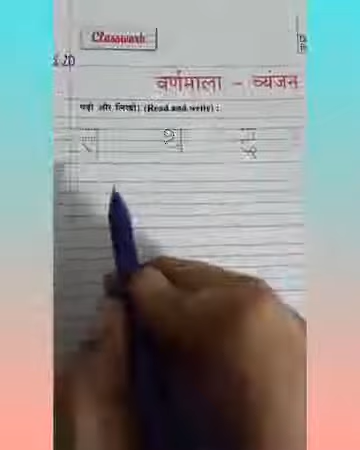 Classwork
वर्णमाला - व्यंजन
पढ़ो और लिखो। (Read and write) :
त थ द